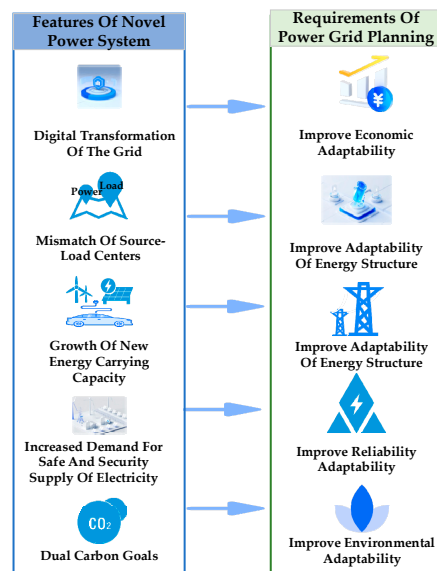 Features Of Novel
Power System
Digital Transformation
Of The Grid
Power
Load
Mismatch Of Source-
Load Centers
Growth Of New
Energy Carrying
Capacity
Increased Demand For
Safe And Security
Supply Of Electricity
CO₂
Dual Carbon Goals
Requirements Of
Power Grid Planning
¥
Improve Economic
Adaptability
Improve Adaptability
Of Energy Structure
Improve Adaptability
Of Energy Structure
Improve Reliability
Adaptability
Improve Environmental
Adaptability